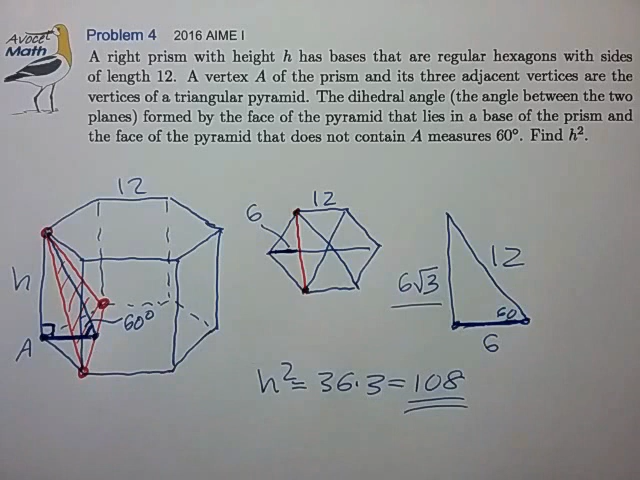 Avocet
Math
Problem 4 2016 AIME I
A right prism with height h has bases that are regular hexagons with sides
of length 12. A vertex A of the prism and its three adjacent vertices are the
vertices of a triangular pyramid. The dihedral angle (the angle between the two
planes) formed by the face of the pyramid that lies in a base of the prism and
the face of the pyramid that does not contain A measures 60°. Find h².
12
h
A
60°
6
12
6√3
12
60
6
h² = 36·3 = 108